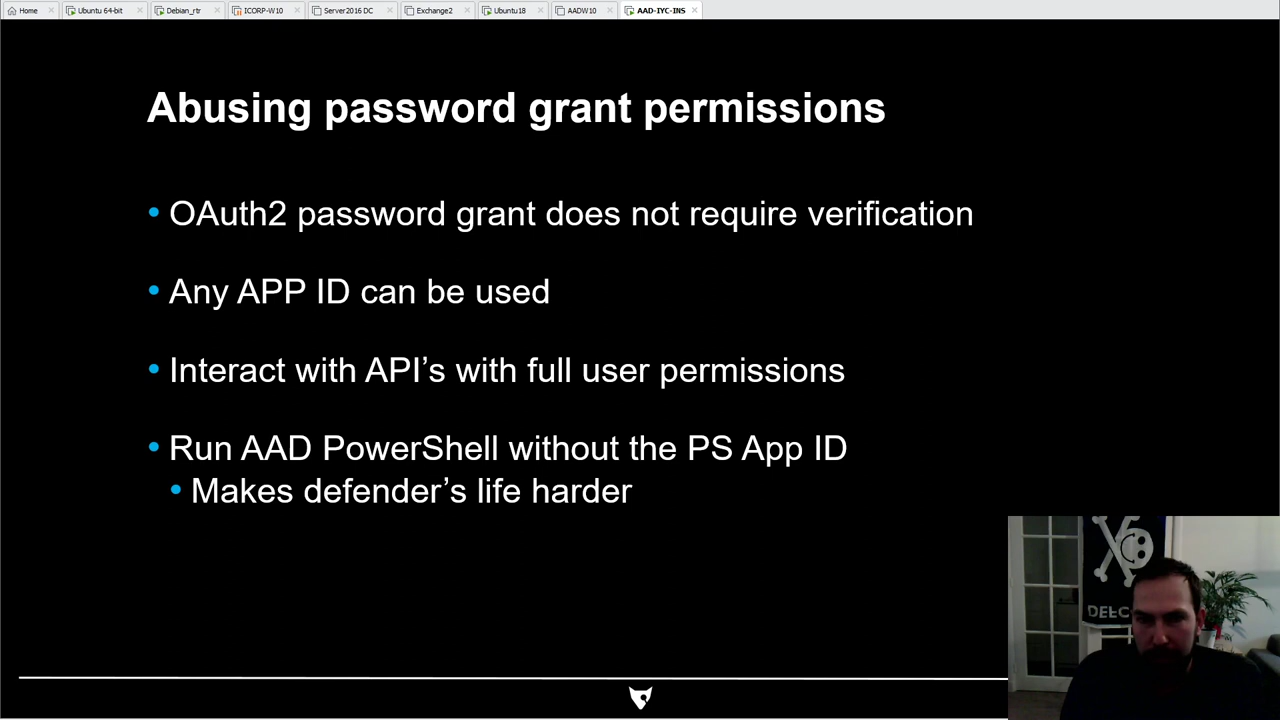 Home
Ubuntu 64-bit
Debian_rtr
ICORP-W10
Server2016 DC
Exchange2
Ubuntu18
AADW10
AAD-IYC-INS
Abusing password grant permissions
• OAuth2 password grant does not require verification
• Any APP ID can be used
• Interact with API’s with full user permissions
• Run AAD PowerShell without the PS App ID
• Makes defender’s life harder